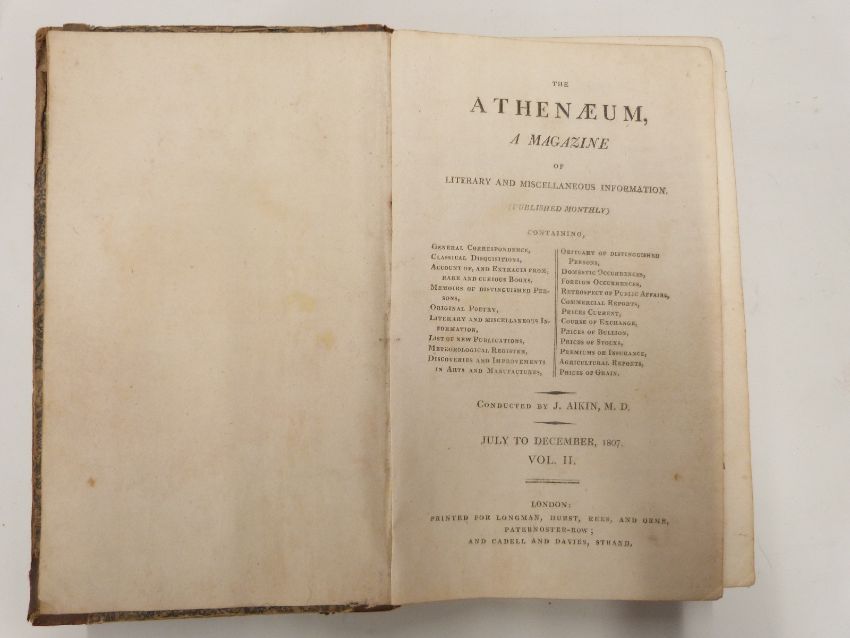 THE
ATHENÆUM,
A MAGAZINE
OF
LITERARY AND MISCELLANEOUS INFORMATION.
(PUBLISHED MONTHLY)
CONTAINING,
GENERAL CORRESPONDENCE,
CLASSICAL DISQUISITIONS,
ACCOUNT OF, AND EXTRACTS FROM,
RARE AND CURIOUS BOOKS,
MEMOIRS OF DISTINGUISHED PER-
SONS,
ORIGINAL POETRY,
LITERARY AND MISCELLANEOUS IN-
FORMATION,
LIST OF NEW PUBLICATIONS,
METEOROLOGICAL REGISTER,
DISCOVERIES AND IMPROVEMENTS
IN ARTS AND MANUFACTURES,
OBITUARY OF DISTINGUISHED
PERSONS,
DOMESTIC OCCURRENCES,
FOREIGN OCCURRENCES,
RETROSPECT OF PUBLIC AFFAIRS,
COMMERCIAL REPORTS,
PRICES CURRENT,
COURSE OF EXCHANGE,
PRICES OF BULLION,
PRICES OF STOCKS,
PREMIUMS OF INSURANCE,
AGRICULTURAL REPORTS,
PRICES OF GRAIN.
CONDUCTED BY J. AIKIN, M. D.
JULY TO DECEMBER, 1807.
VOL. II.
LONDON:
PRINTED FOR LONGMAN, HURST, REES, AND ORME,
PATERNOSTER-ROW;
AND CADELL AND DAVIES, STRAND.